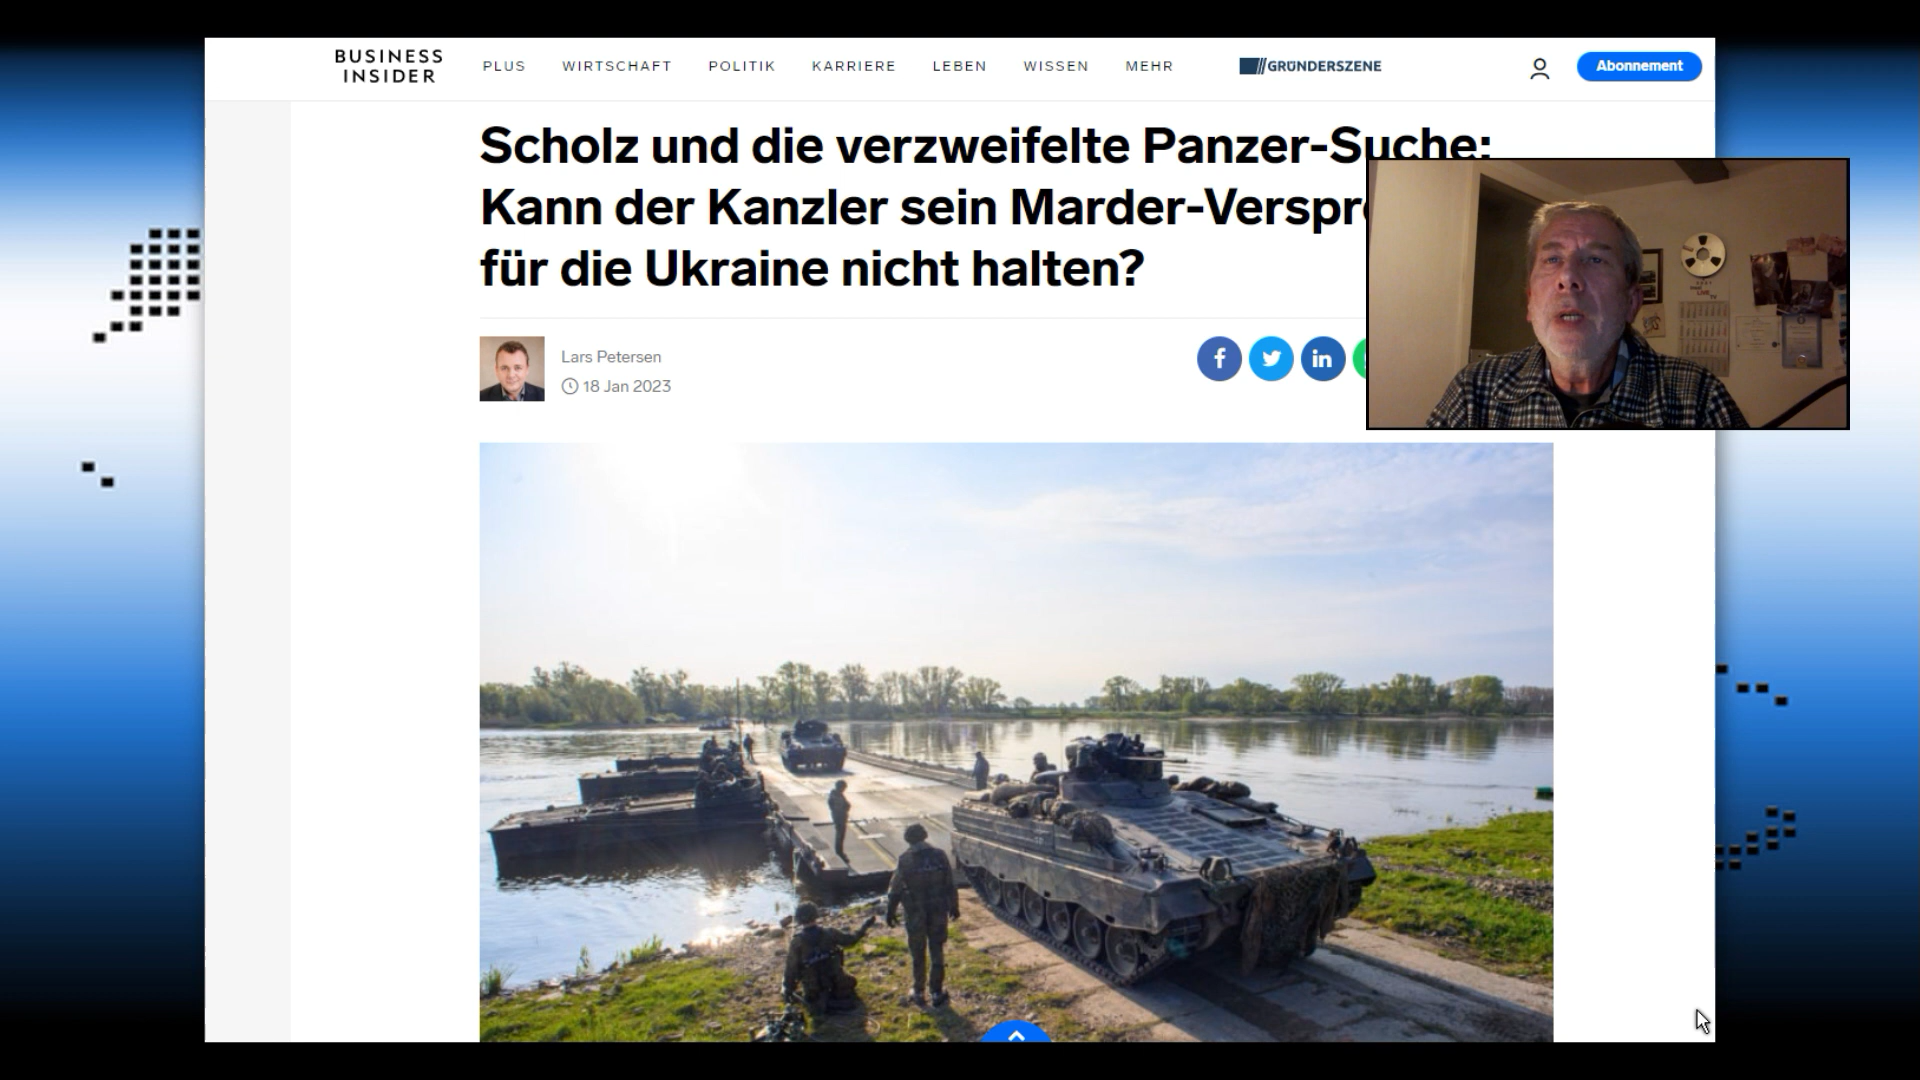 BUSINESS
INSIDER
PLUS WIRTSCHAFT POLITIK KARRIERE LEBEN WISSEN MEHR GRÜNDERSZENE Abonnement
Scholz und die verzweifelte Panzer-Suche:
Kann der Kanzler sein Marder-Verspr
für die Ukraine nicht halten?
Lars Petersen
18 Jan 2023